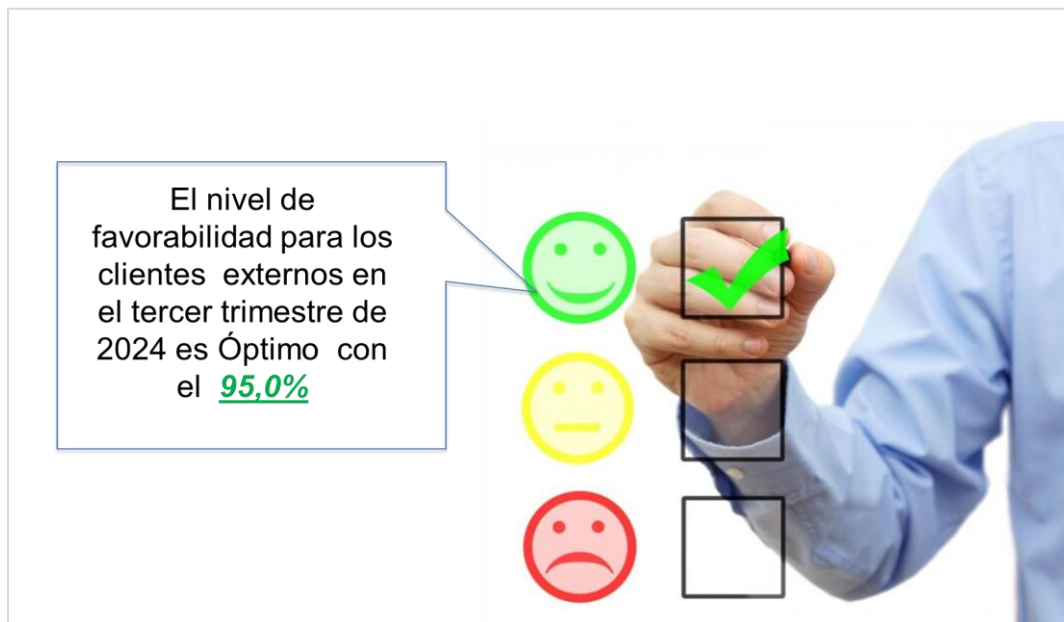 El nivel de
favorabilidad para los
clientes  externos en
el tercer trimestre de
2024 es Óptimo  con
el  95,0%